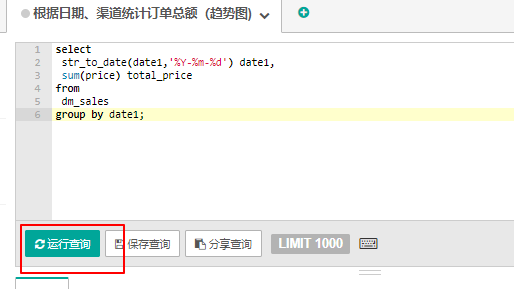 根据日期、渠道统计订单总额（趋势图)
1 select
2 str_to_date(date1,'%Y-%m-%d') date1,
3 sum(price) total_price
4 from
5 dm_sales
6 group by date1;
运行查询 保存查询 分享查询 LIMIT 1000